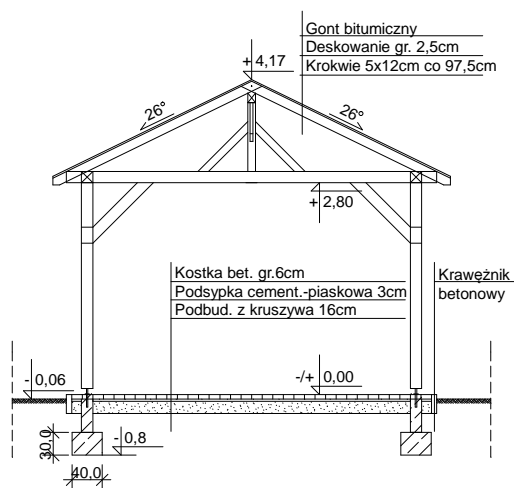 Gont bitumiczny
Deskowanie gr. 2,5cm
Krokwie 5x12cm co 97,5cm
+ 4,17
26°
26°
+ 2,80
Kostka bet. gr.6cm
Podsypka cement.-piaskowa 3cm
Podbud. z kruszywa 16cm
Krawężnik
betonowy
- 0,06
-/+ 0,00
- 0,8
30,0
40,0